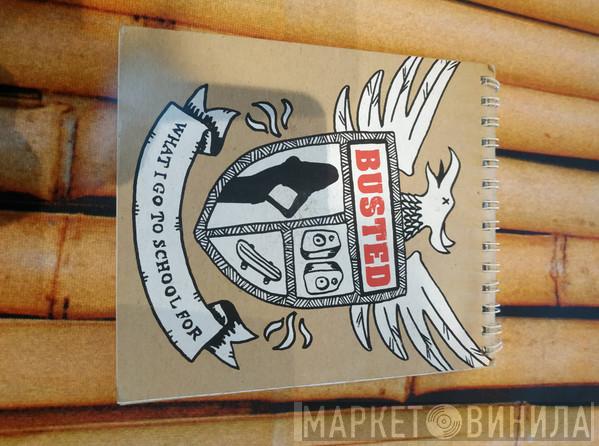 BUSTED
WHAT I GO TO SCHOOL FOR
МАРКЕТ ВИНИЛА